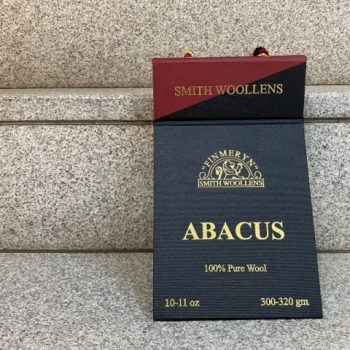 SMITH WOOLLENS
"FINMERYN"
SMITH WOOLLENS
ABACUS
100% Pure Wool
10-11 oz 300-320 gm.